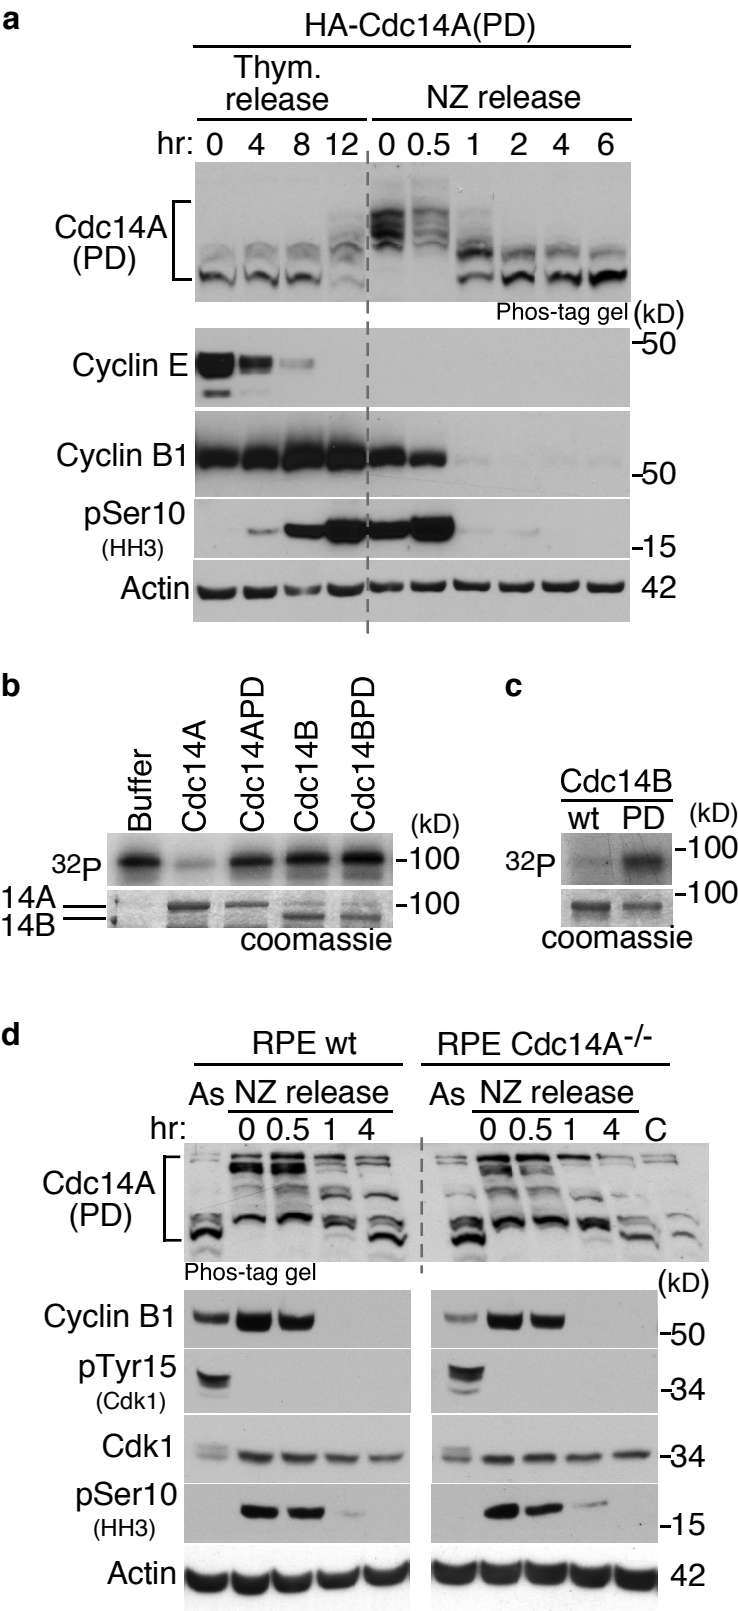 a
HA-Cdc14A(PD)
Thym.
release
NZ release
hr: 0 4 8 12 0 0.5 1 2 4 6
Cdc14A
(PD)
Phos-tag gel (kD)
Cyclin E
-50
Cyclin B1
-50
pSer10
(HH3)
-15
Actin
42
b
Buffer
Cdc14A
Cdc14APD
Cdc14B
Cdc14BPD
(kD)
32P
-100
14A
14B
-100
coomassie
c
Cdc14B
wt PD (kD)
32P
-100
-100
coomassie
d
RPE wt
RPE Cdc14A-/-
As NZ release
As NZ release
hr: 0 0.5 1 4
0 0.5 1 4 C
Cdc14A
(PD)
Phos-tag gel
(kD)
Cyclin B1
-50
pTyr15
(Cdk1)
-34
Cdk1
-34
pSer10
(HH3)
-15
Actin
42